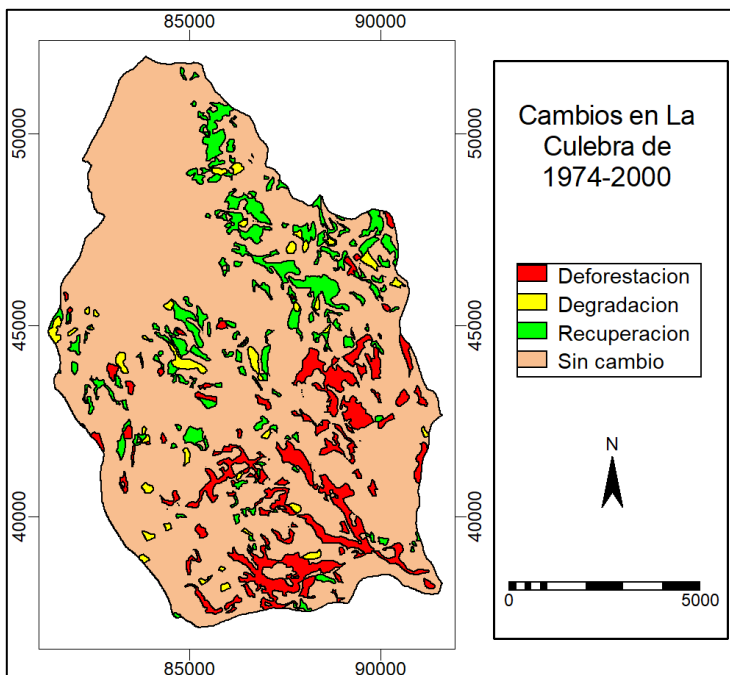 85000 90000
50000
45000
40000
50000
45000
40000
85000 90000
Cambios en La
Culebra de
1974-2000
Deforestacion
Degradacion
Recuperacion
Sin cambio
N
0 5000